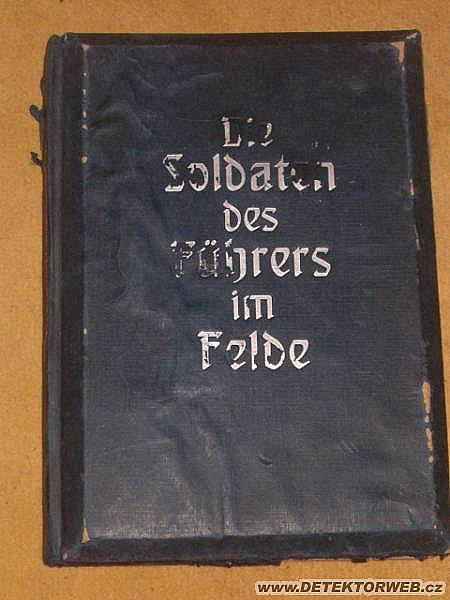 Die
Soldaten
des
Führers
im
Felde
www.DETEKTORWEB.cz